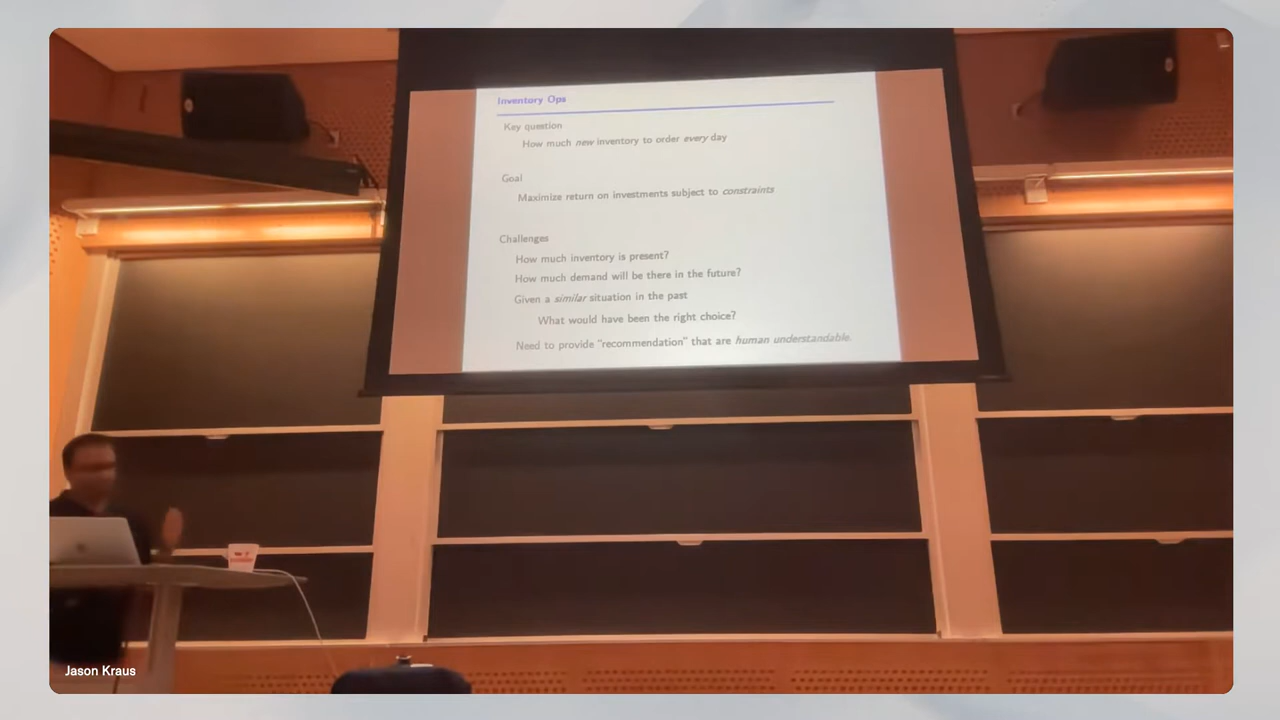 Inventory Ops
Key question
How much new inventory to order every day
Goal
Maximize return on investments subject to constraints
Challenges
How much inventory is present?
How much demand will be there in the future?
Given a similar situation in the past
What would have been the right choice?
Need to provide "recommendation" that are human understandable.
Jason Kraus